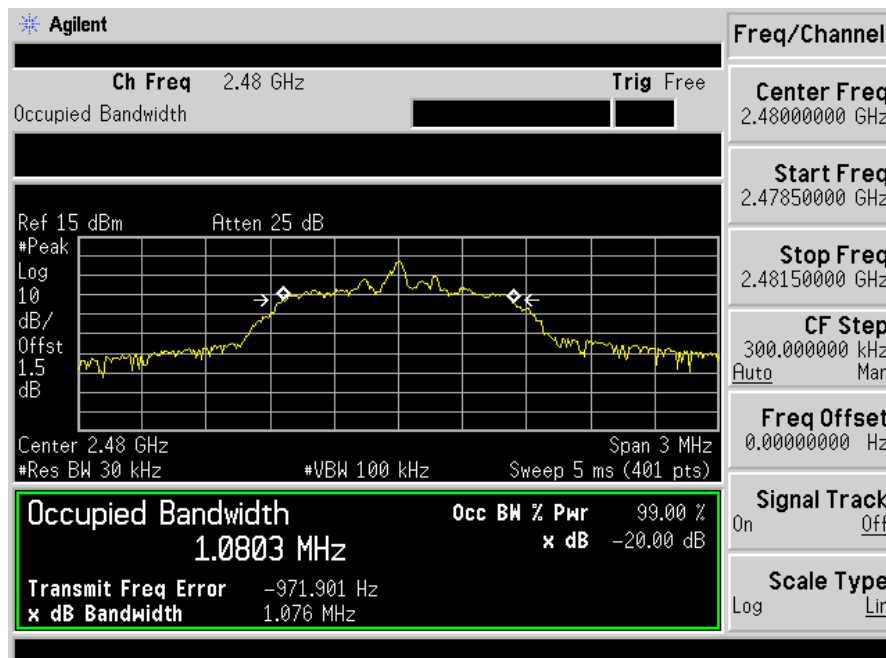 Agilent
Freq/Channel
Ch Freq 2.48 GHz Trig Free
Occupied Bandwidth
Center Freq
2.48000000 GHz
Start Freq
2.47850000 GHz
Stop Freq
2.48150000 GHz
CF Step
300.000000 kHz
Auto Man
Freq Offset
0.00000000 Hz
Signal Track
On Off
Scale Type
Log Lin
Ref 15 dBm Atten 25 dB
#Peak
Log
10
dB/
Offst
1.5
dB
Center 2.48 GHz Span 3 MHz
#Res BW 30 kHz #VBW 100 kHz Sweep 5 ms (401 pts)
Occupied Bandwidth Occ BW % Pwr 99.00 %
1.0803 MHz x dB -20.00 dB
Transmit Freq Error -971.901 Hz
x dB Bandwidth 1.076 MHz